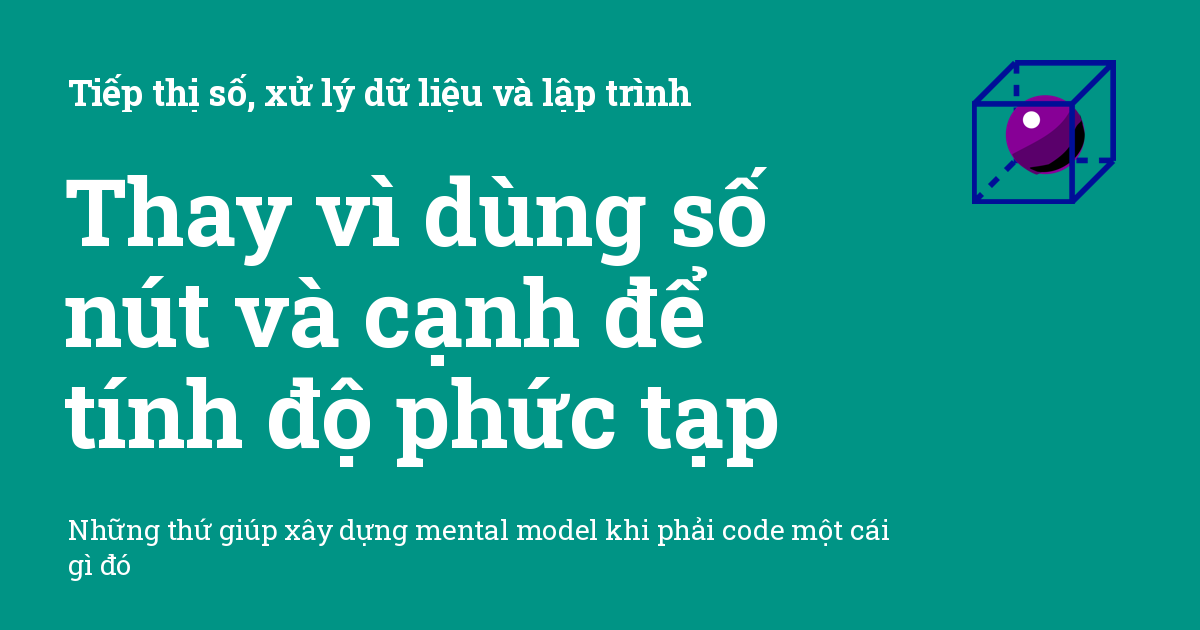 Tiếp thị số, xử lý dữ liệu và lập trình
Thay vì dùng số
nút và cạnh để
tính độ phức tạp
Những thứ giúp xây dựng mental model khi phải code một cái
gì đó